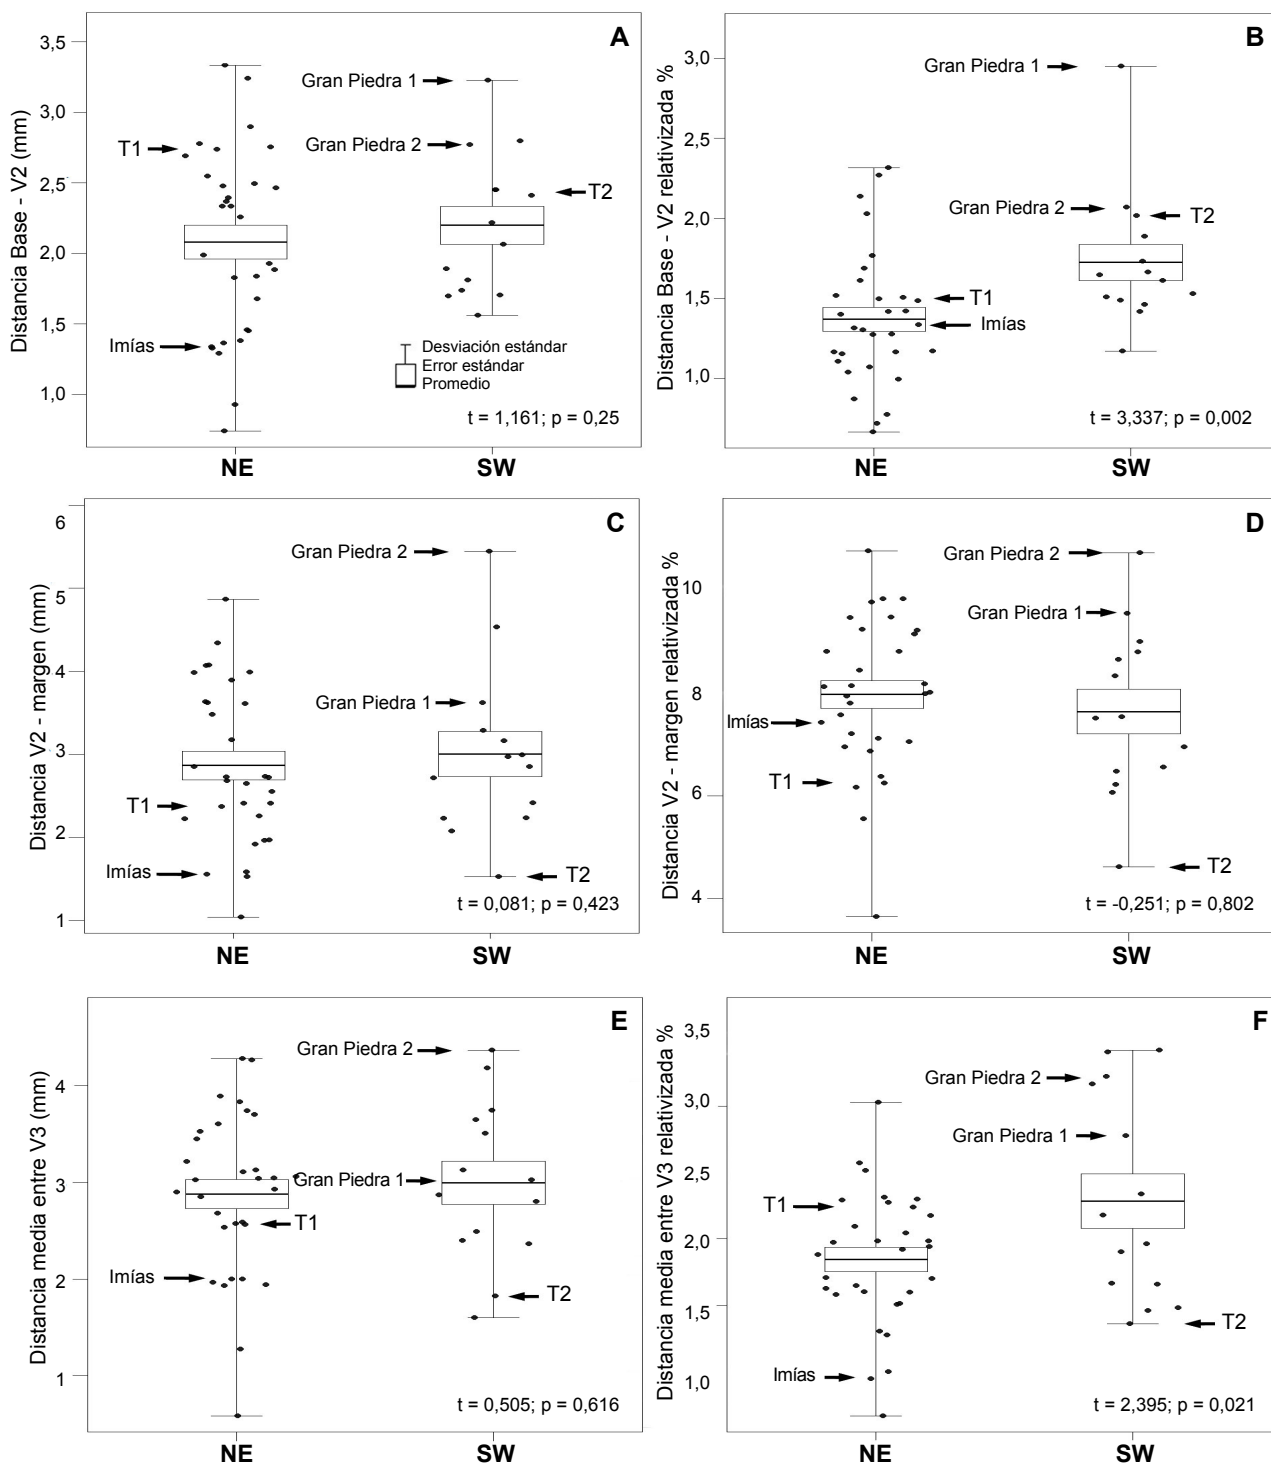 A
Distancia Base - V2 (mm)
3,5
3,0
2,5
2,0
1,5
1,0
Gran Piedra 1
T1
Gran Piedra 2
T2
Imías
Desviación estándar
Error estándar
Promedio
t = 1,161; p = 0,25
NE
SW
B
Distancia Base - V2 relativizada %
3,0
2,5
2,0
1,5
1,0
Gran Piedra 1
Gran Piedra 2
T2
T1
Imías
t = 3,337; p = 0,002
NE
SW
C
Distancia V2 - margen (mm)
6
5
4
3
2
1
Gran Piedra 2
Gran Piedra 1
T1
Imías
T2
t = 0,081; p = 0,423
NE
SW
D
Distancia V2 - margen relativizada %
10
8
6
4
Gran Piedra 2
Gran Piedra 1
Imías
T1
T2
t = -0,251; p = 0,802
NE
SW
E
Distancia media entre V3 (mm)
4
3
2
1
Gran Piedra 2
Gran Piedra 1
T1
Imías
T2
t = 0,505; p = 0,616
NE
SW
F
Distancia media entre V3 relativizada %
3,5
3,0
2,5
2,0
1,5
1,0
Gran Piedra 2
Gran Piedra 1
T1
T2
Imías
t = 2,395; p = 0,021
NE
SW